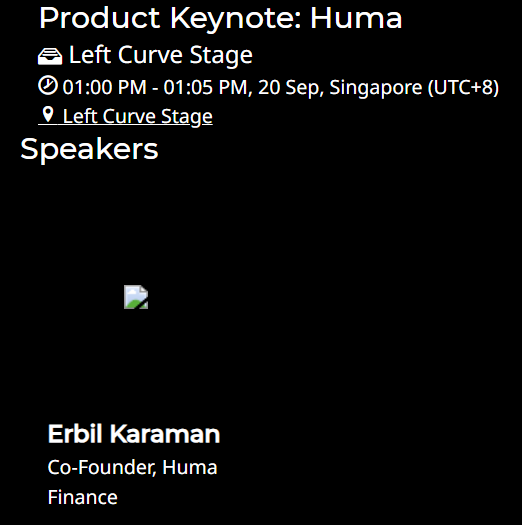 Product Keynote: Huma
Left Curve Stage
01:00 PM - 01:05 PM, 20 Sep, Singapore (UTC+8)
Left Curve Stage
Speakers
Erbil Karaman
Co-Founder, Huma
Finance